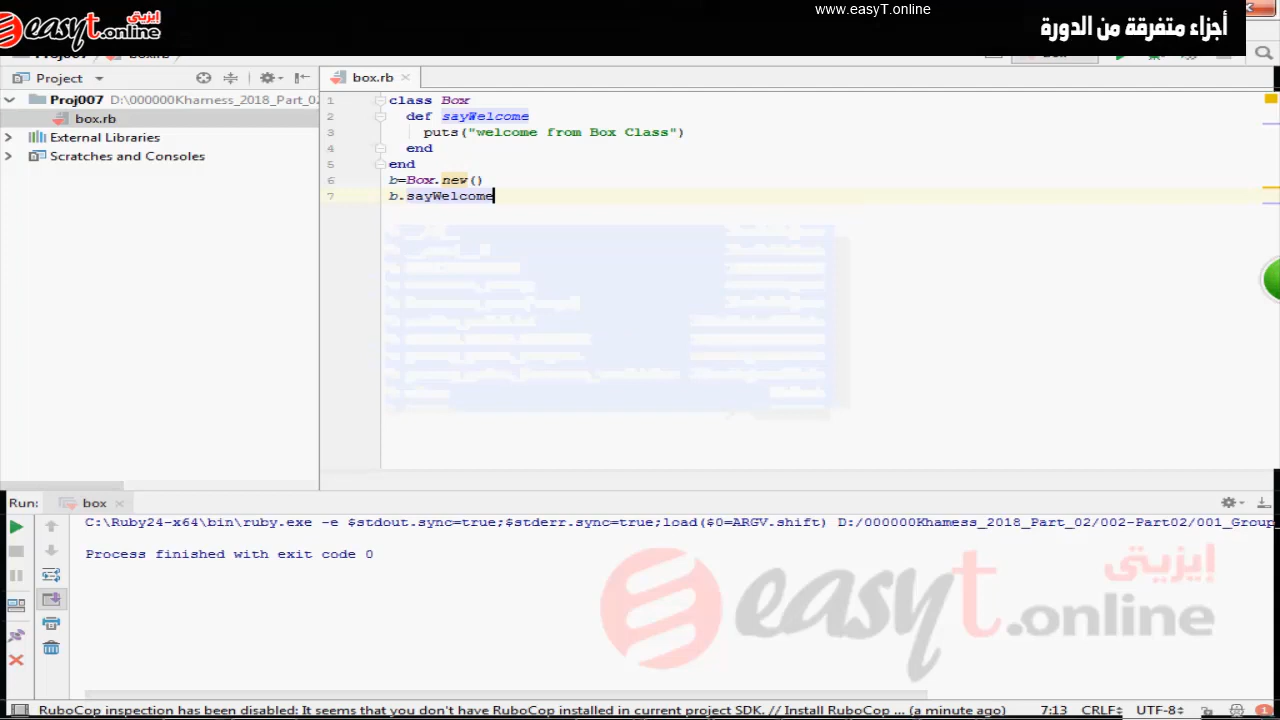 إيزيتي
easyT.online
www.easyT.online
أجزاء متفرقة من الدورة
Project
box.rb
Proj007 D:\000000Kharness_2018_Part_02
box.rb
External Libraries
Scratches and Consoles
1 class Box
2 def sayWelcome
3 puts("welcome from Box Class")
4 end
5 end
6 b=Box.new()
7 b.sayWelcome
Run: box
C:\Ruby24-x64\bin\ruby.exe -e $stdout.sync=true;$stderr.sync=true;load($0=ARGV.shift) D:/000000Khamess_2018_Part_02/002-Part02/001_Group_
Process finished with exit code 0
إيزيتي
easyT.online
RuboCop inspection has been disabled: It seems that you don't have RuboCop installed in current project SDK. // Install RuboCop ... (a minute ago) 7:13 CRLF UTF-8 1